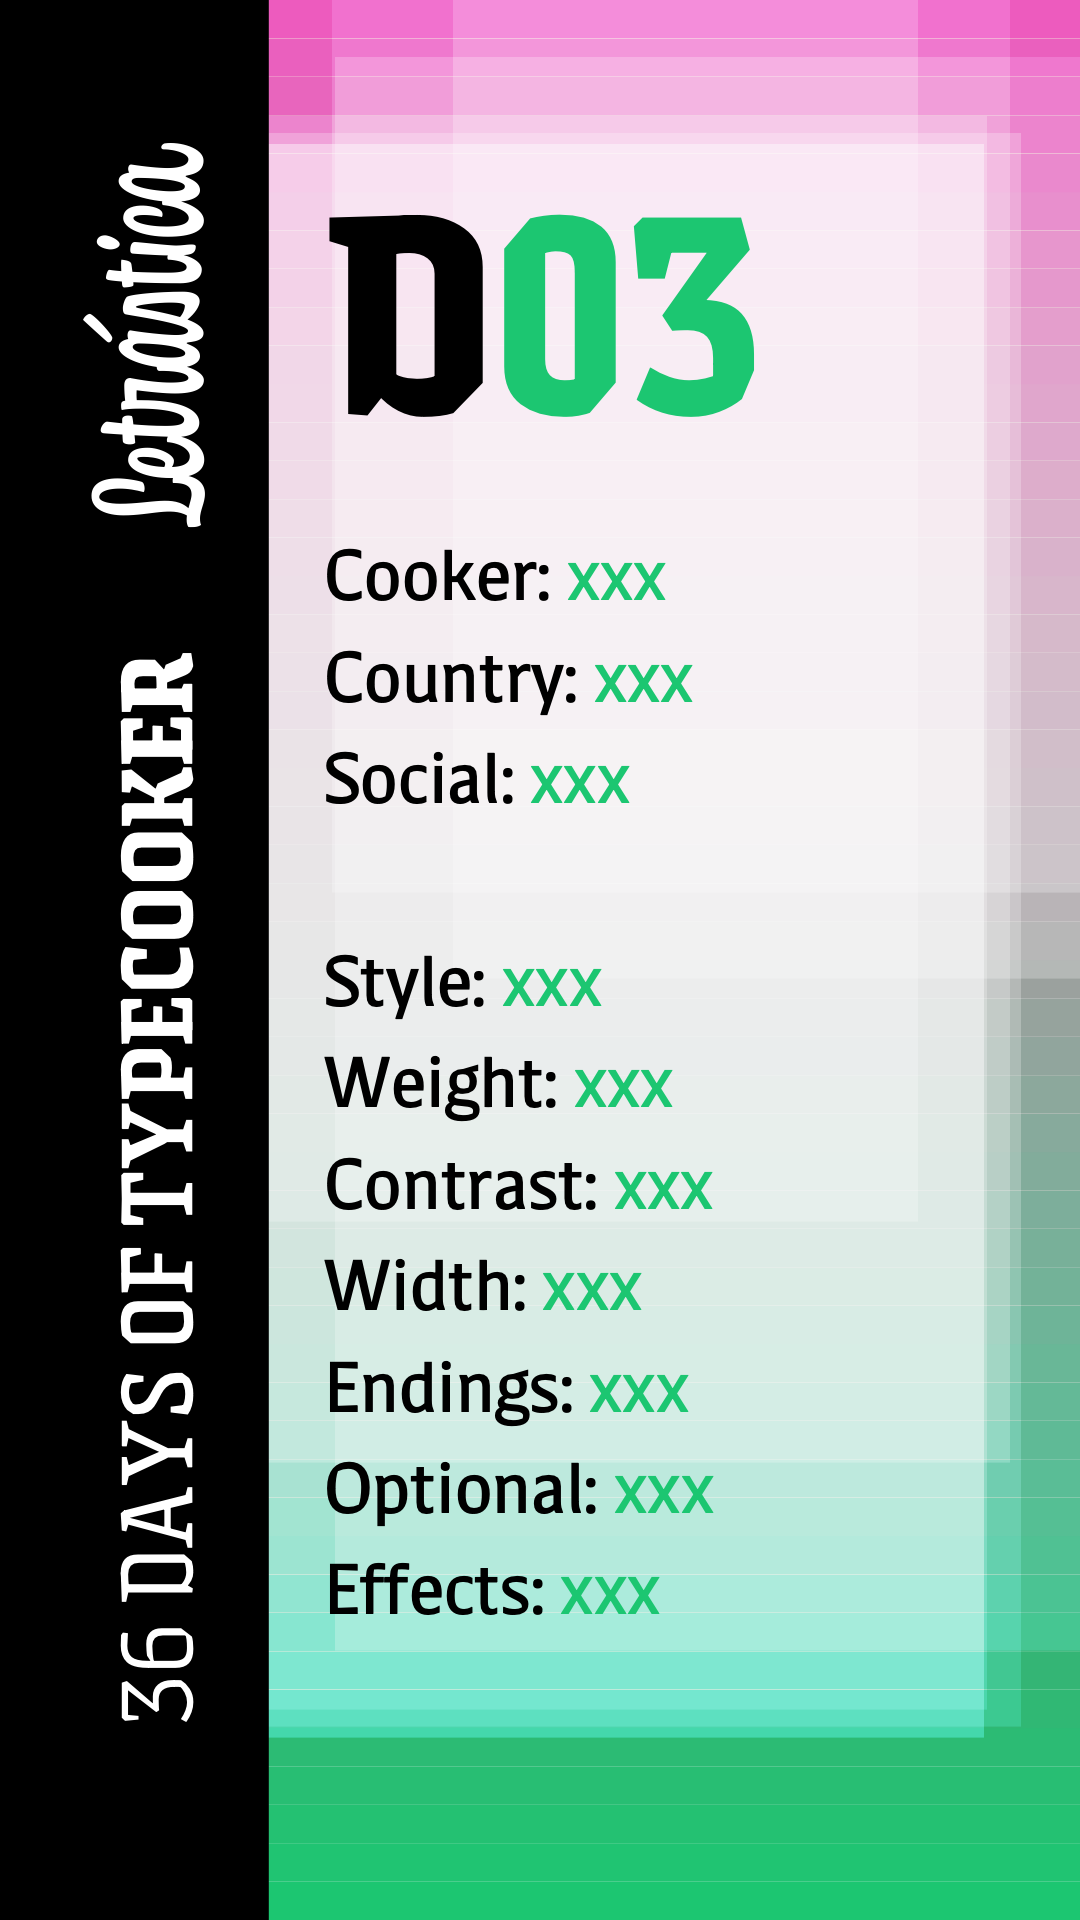 Letrástica
36 DAYS OF TYPECOOKER
D03
Cooker: xxx
Country: xxx
Social: xxx
Style: xxx
Weight: xxx
Contrast: xxx
Width: xxx
Endings: xxx
Optional: xxx
Effects: xxx